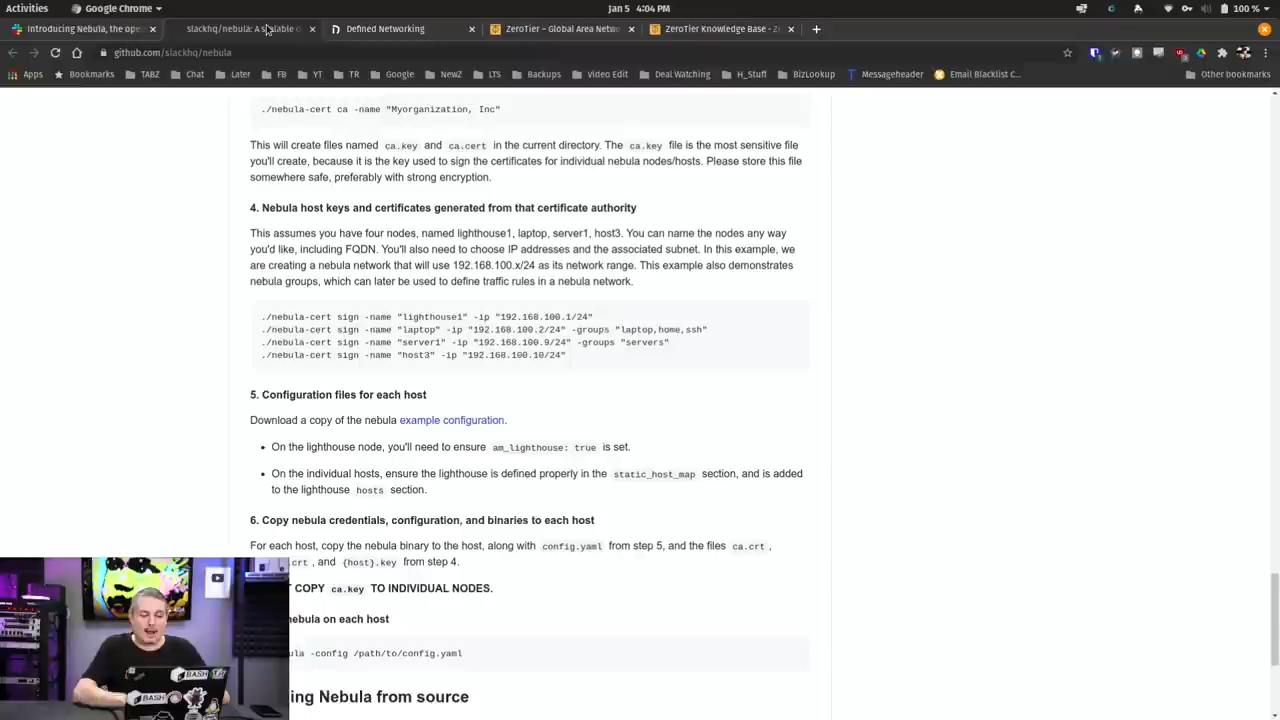 Activities
Google Chrome
Jan 5 4:04 PM
100 %
Introducing Nebula, the ope
slackhq/nebula: A scalable o
Defined Networking
ZeroTier – Global Area Netwo
ZeroTier Knowledge Base - Ze
github.com/slackhq/nebula
Apps
Bookmarks
TABZ
Chat
Later
FB
YT
TR
Google
NewZ
LTS
Backups
Video Edit
Deal Watching
H_Stuff
BizLookup
Messageheader
Email Blacklist C...
Other bookmarks
./nebula-cert ca -name "Myorganization, Inc"
This will create files named ca.key and ca.cert in the current directory. The ca.key file is the most sensitive file
you'll create, because it is the key used to sign the certificates for individual nebula nodes/hosts. Please store this file
somewhere safe, preferably with strong encryption.
4. Nebula host keys and certificates generated from that certificate authority
This assumes you have four nodes, named lighthouse1, laptop, server1, host3. You can name the nodes any way
you'd like, including FQDN. You'll also need to choose IP addresses and the associated subnet. In this example, we
are creating a nebula network that will use 192.168.100.x/24 as its network range. This example also demonstrates
nebula groups, which can later be used to define traffic rules in a nebula network.
./nebula-cert sign -name "lighthouse1" -ip "192.168.100.1/24"
./nebula-cert sign -name "laptop" -ip "192.168.100.2/24" -groups "laptop,home,ssh"
./nebula-cert sign -name "server1" -ip "192.168.100.9/24" -groups "servers"
./nebula-cert sign -name "host3" -ip "192.168.100.10/24"
5. Configuration files for each host
Download a copy of the nebula example configuration.
• On the lighthouse node, you'll need to ensure am_lighthouse: true is set.
• On the individual hosts, ensure the lighthouse is defined properly in the static_host_map section, and is added
to the lighthouse hosts section.
6. Copy nebula credentials, configuration, and binaries to each host
For each host, copy the nebula binary to the host, along with config.yaml from step 5, and the files ca.crt ,
.crt , and {host}.key from step 4.
COPY ca.key TO INDIVIDUAL NODES.
nebula on each host
ula -config /path/to/config.yaml
ing Nebula from source
BASH
BASH